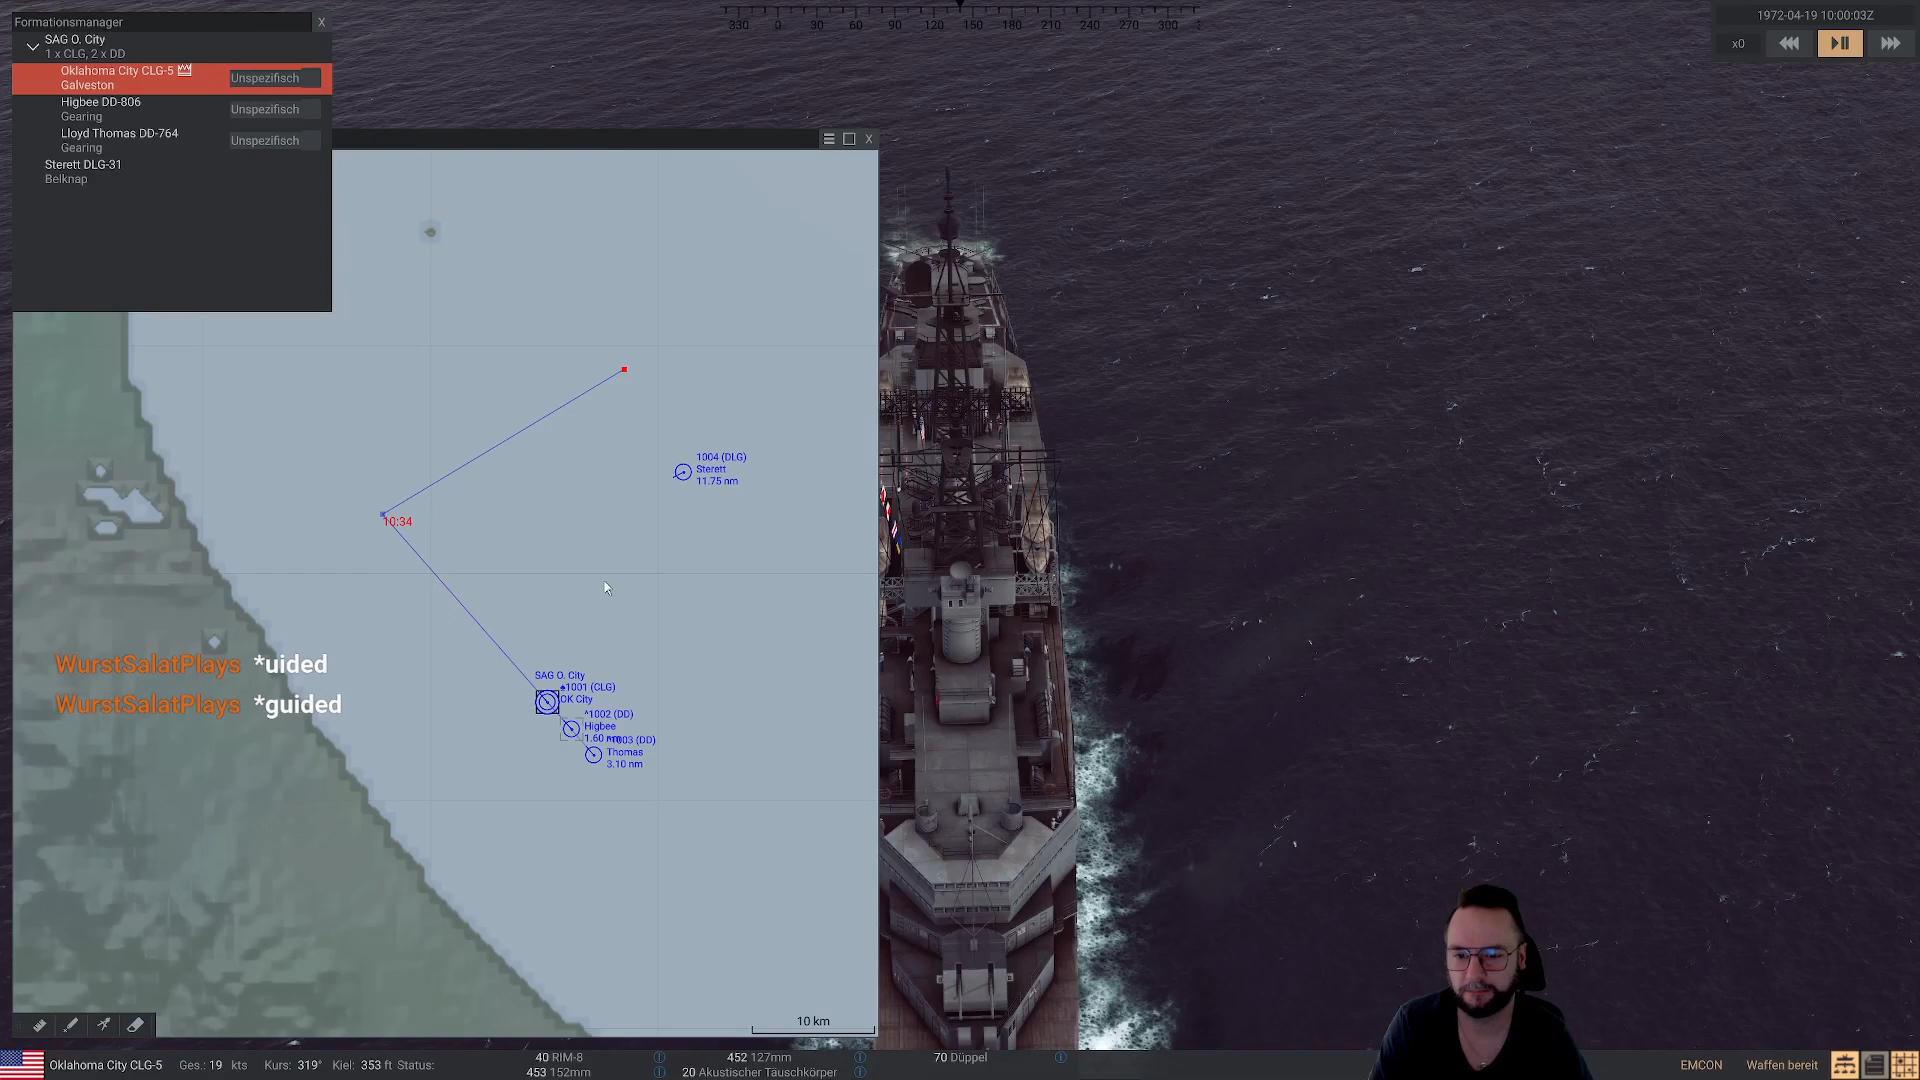 Formationsmanager X
SAG O. City
1 x CLG, 2 x DD
Oklahoma City CLG-5 Unspezifisch
Galveston
Higbee DD-806 Unspezifisch
Gearing
Lloyd Thomas DD-764 Unspezifisch
Gearing
Sterett DLG-31
Belknap
X
330 0 30 60 90 120 150 180 210 240 270 300
1972-04-19 10:00:03Z
x0
1004 (DLG)
Sterett
11.75 nm
10:34
SAG O. City
1001 (CLG)
OK City
^1002 (DD)
Higbee
1.60
1003 (DD)
Thomas
3.10 nm
WurstSalatPlays *uided
WurstSalatPlays *guided
10 km
Oklahoma City CLG-5 Ges.: 19 kts Kurs: 319° Kiel: 353 ft Status:
40 RIM-8 452 127mm 70 Düppel
453 152mm 20 Akustischer Täuschkörper
EMCON Waffen bereit